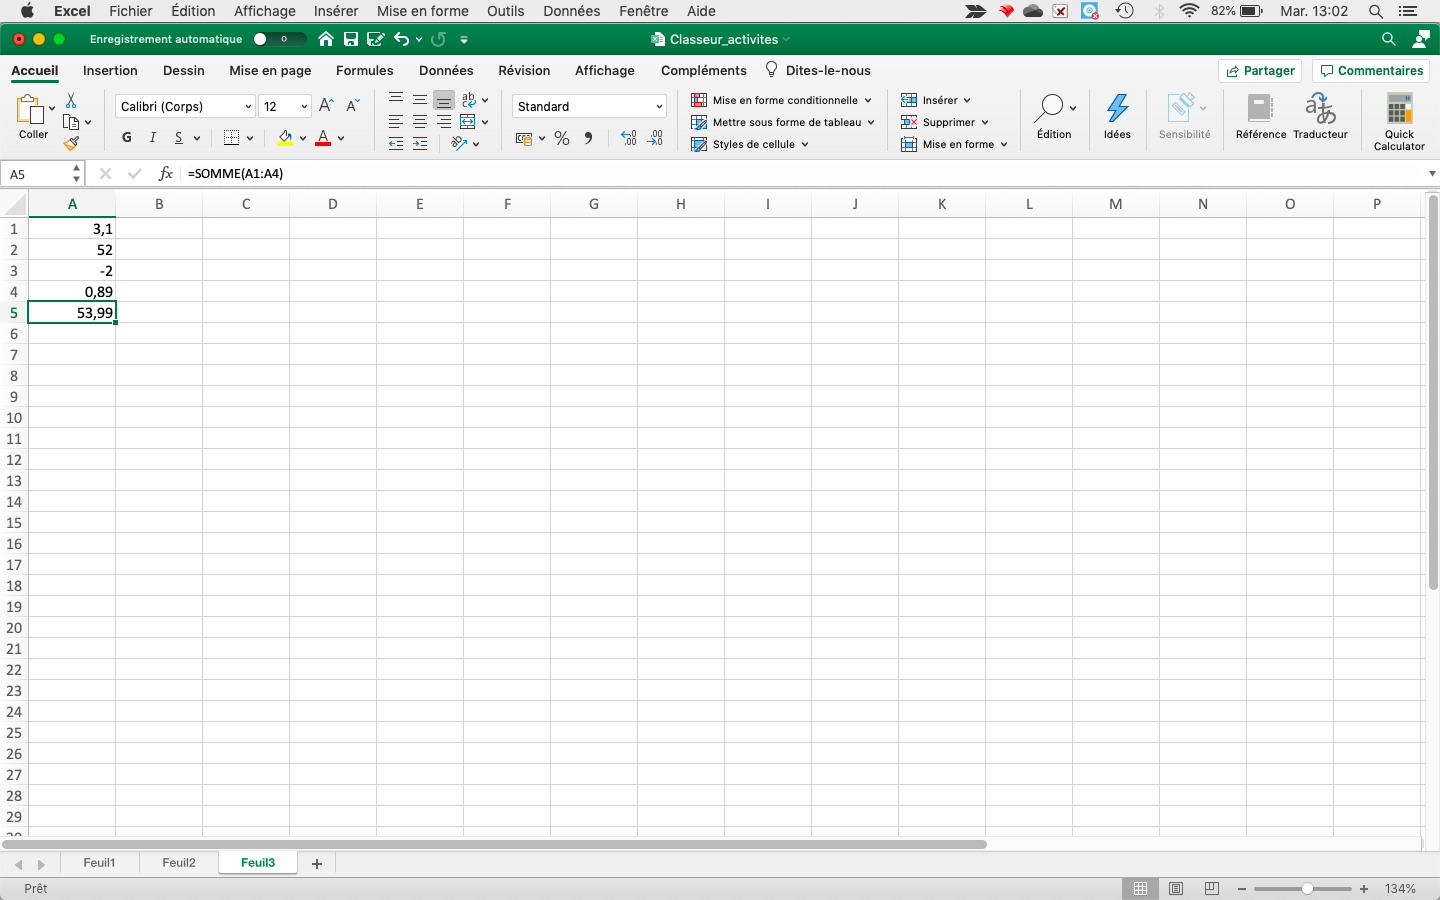 Excel Fichier Édition Affichage Insérer Mise en forme Outils Données Fenêtre Aide 82% Mar. 13:02
Enregistrement automatique Classeur_activites
Accueil Insertion Dessin Mise en page Formules Données Révision Affichage Compléments Dites-le-nous Partager Commentaires
Coller Calibri (Corps) 12 Standard Mise en forme conditionnelle Insérer
Mettre sous forme de tableau Supprimer
G I S Styles de cellule Mise en forme
Édition Idées Sensibilité Référence Traducteur Quick Calculator
A5 fx =SOMME(A1:A4)
A B C D E F G H I J K L M N O P
1 3,1
2 52
3 -2
4 0,89
5 53,99
6
7
8
9
10
11
12
13
14
15
16
17
18
19
20
21
22
23
24
25
26
27
28
29
Feuil1 Feuil2 Feuil3 +
Prêt 134%